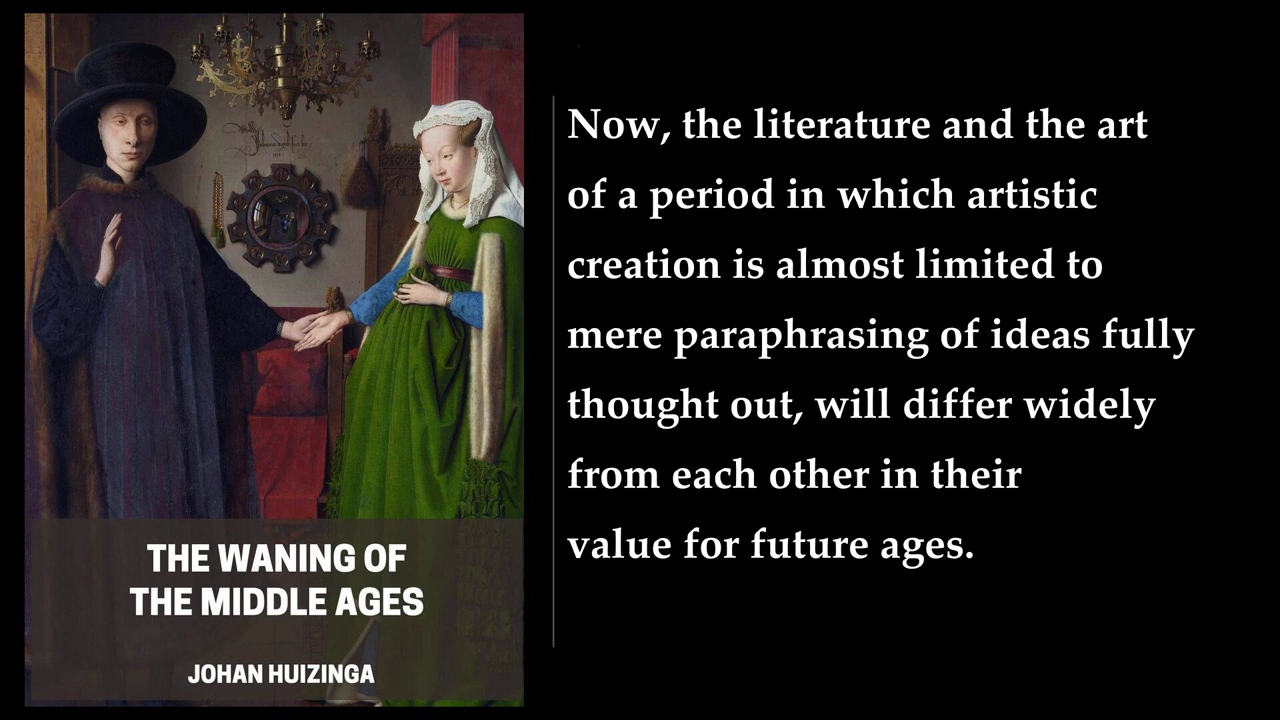 THE WANING OF
THE MIDDLE AGES
JOHAN HUIZINGA
Now, the literature and the art
of a period in which artistic
creation is almost limited to
mere paraphrasing of ideas fully
thought out, will differ widely
from each other in their
value for future ages.